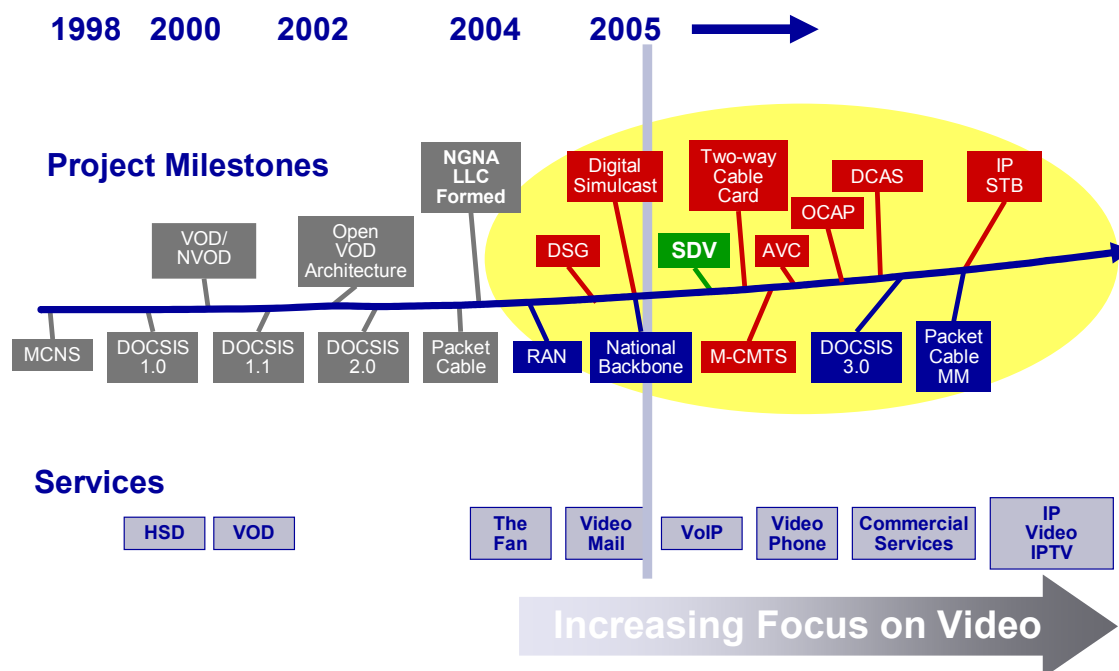 1998 2000 2002 2004 2005
Project Milestones
NGNA
LLC
Formed
Digital
Simulcast
Two-way
Cable
Card
DCAS
IP
STB
VOD/
NVOD
Open
VOD
Architecture
DSG
SDV
AVC
OCAP
MCNS
DOCSIS
1.0
DOCSIS
1.1
DOCSIS
2.0
Packet
Cable
RAN
National
Backbone
M-CMTS
DOCSIS
3.0
Packet
Cable
MM
Services
HSD
VOD
The
Fan
Video
Mail
VoIP
Video
Phone
Commercial
Services
IP
Video
IPTV
Increasing Focus on Video